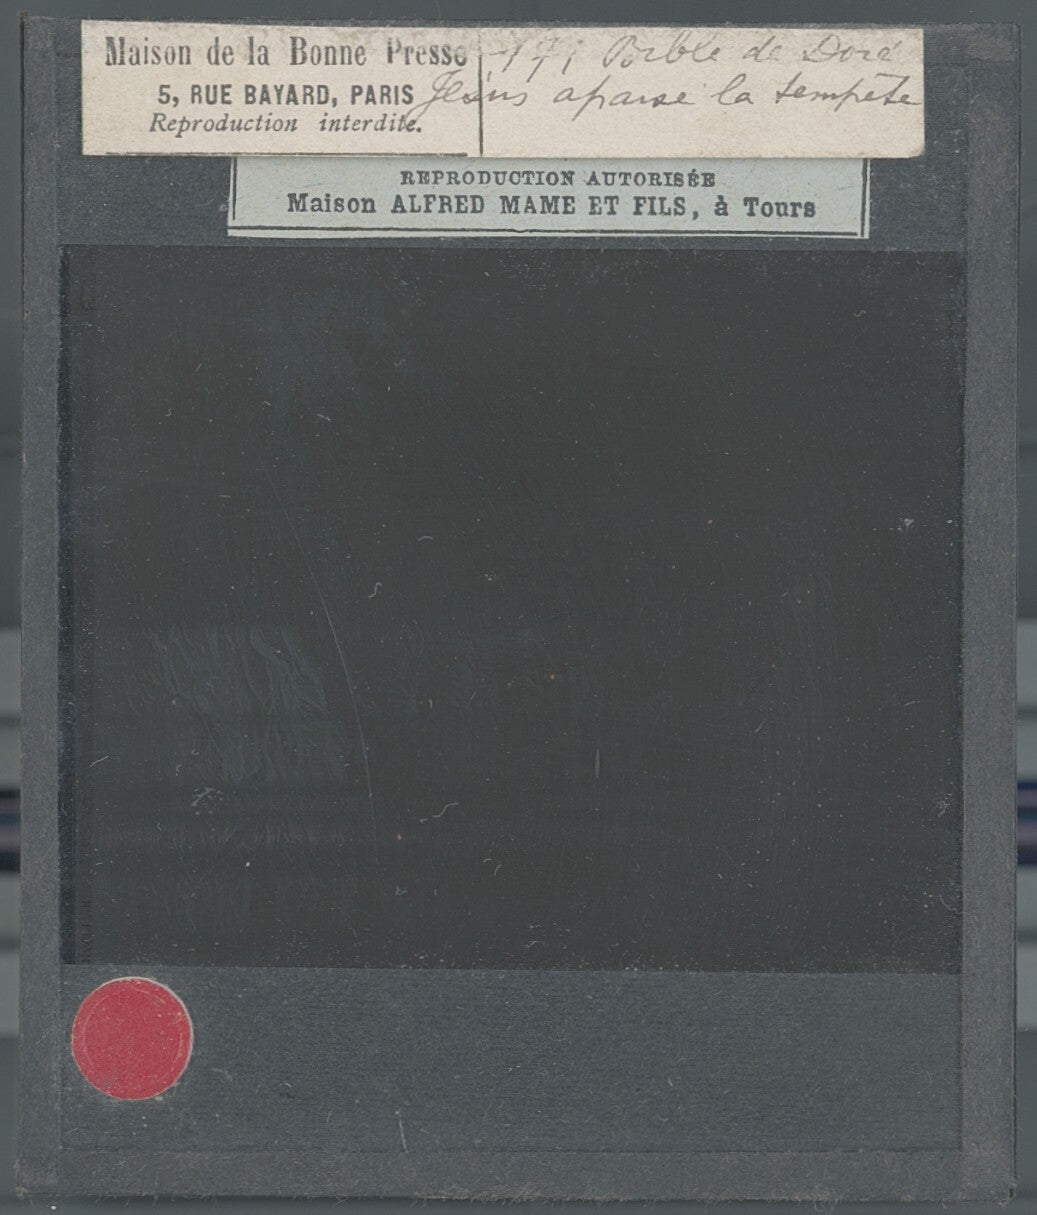 Maison de la Bonne Presse
5, RUE BAYARD, PARIS
Reproduction interdite.
Bible de Doré
Jésus apaise la tempête
REPRODUCTION AUTORISÉE
Maison ALFRED MAME ET FILS, à Tours